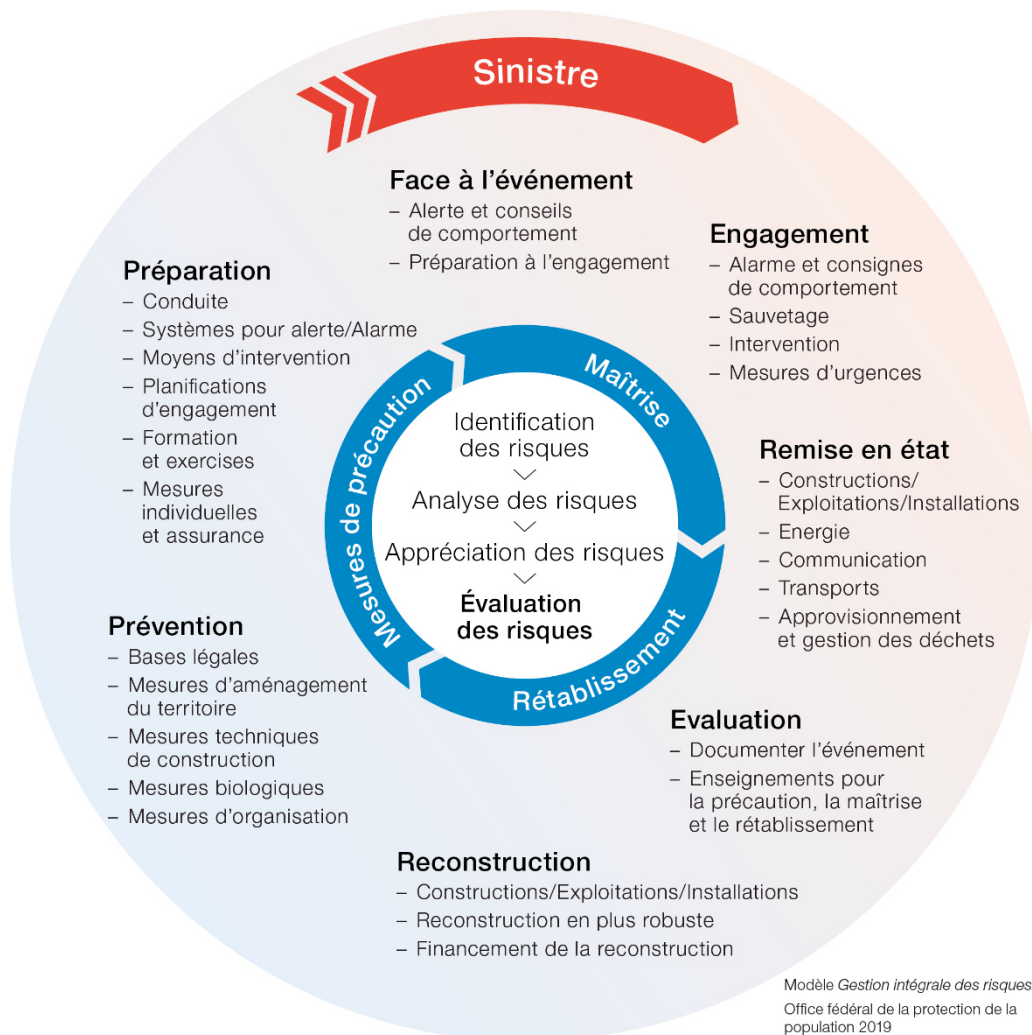 Sinistre
Face à l'événement
– Alerte et conseils
de comportement
– Préparation à l'engagement
Engagement
– Alarme et consignes
de comportement
– Sauvetage
– Intervention
– Mesures d'urgences
Préparation
– Conduite
– Systèmes pour alerte/Alarme
– Moyens d'intervention
– Planifications
d'engagement
– Formation
et exercises
– Mesures
individuelles
et assurance
Maîtrise
Mesures de précaution
Rétablissement
Identification
des risques
Analyse des risques
Appréciation des risques
Évaluation
des risques
Remise en état
– Constructions/
Exploitations/Installations
– Energie
– Communication
– Transports
– Approvisionnement
et gestion des déchets
Prévention
– Bases légales
– Mesures d'aménagement
du territoire
– Mesures techniques
de construction
– Mesures biologiques
– Mesures d'organisation
Evaluation
– Documenter l'événement
– Enseignements pour
la précaution, la maîtrise
et le rétablissement
Reconstruction
– Constructions/Exploitations/Installations
– Reconstruction en plus robuste
– Financement de la reconstruction
Modèle Gestion intégrale des risques
Office fédéral de la protection de la
population 2019